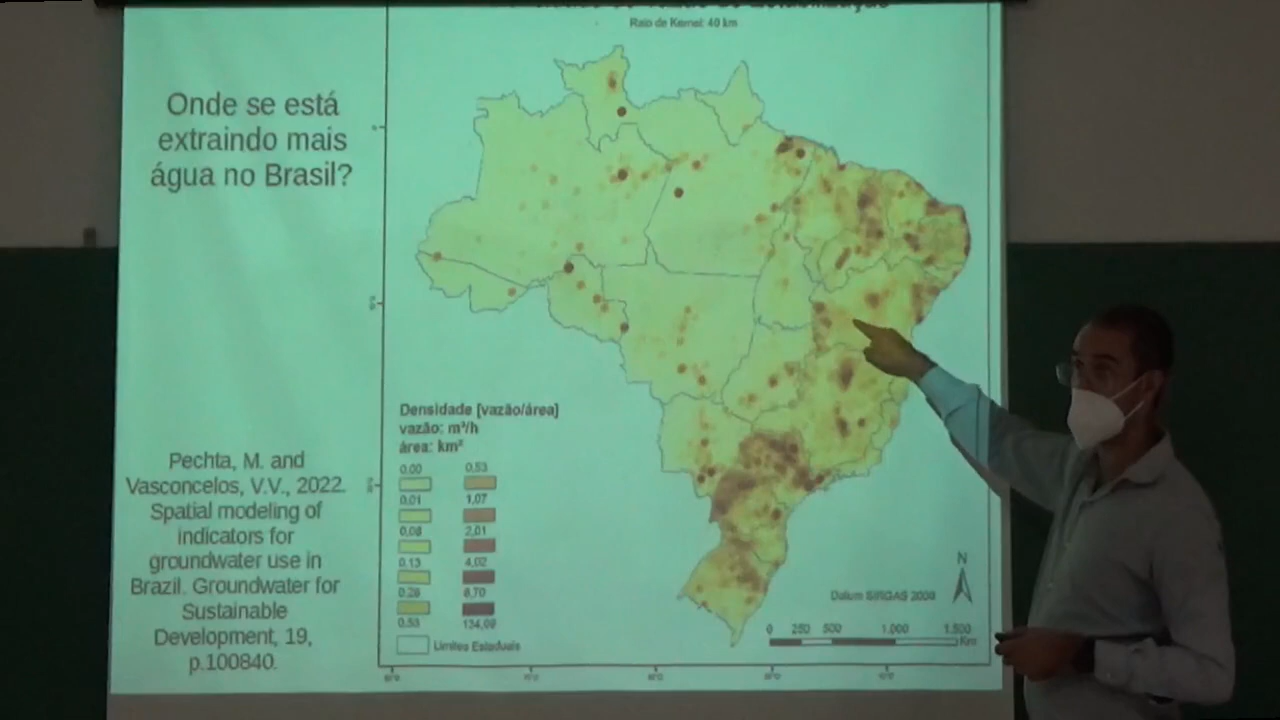 Raio de Kernel: 40 km
Onde se está
extraindo mais
água no Brasil?
Densidade [vazão/área]
vazão: m³/h
área: km²
0,00 0,53
0,01 1,07
0,08 2,01
0,13 4,02
0,28 8,70
0,53 134,09
Limites Estaduais
Pechta, M. and
Vasconcelos, V.V., 2022.
Spatial modeling of
indicators for
groundwater use in
Brazil. Groundwater for
Sustainable
Development, 19,
p.100840.
N
Datum SIRGAS 2000
0 250 500 1.000 1.500
Km